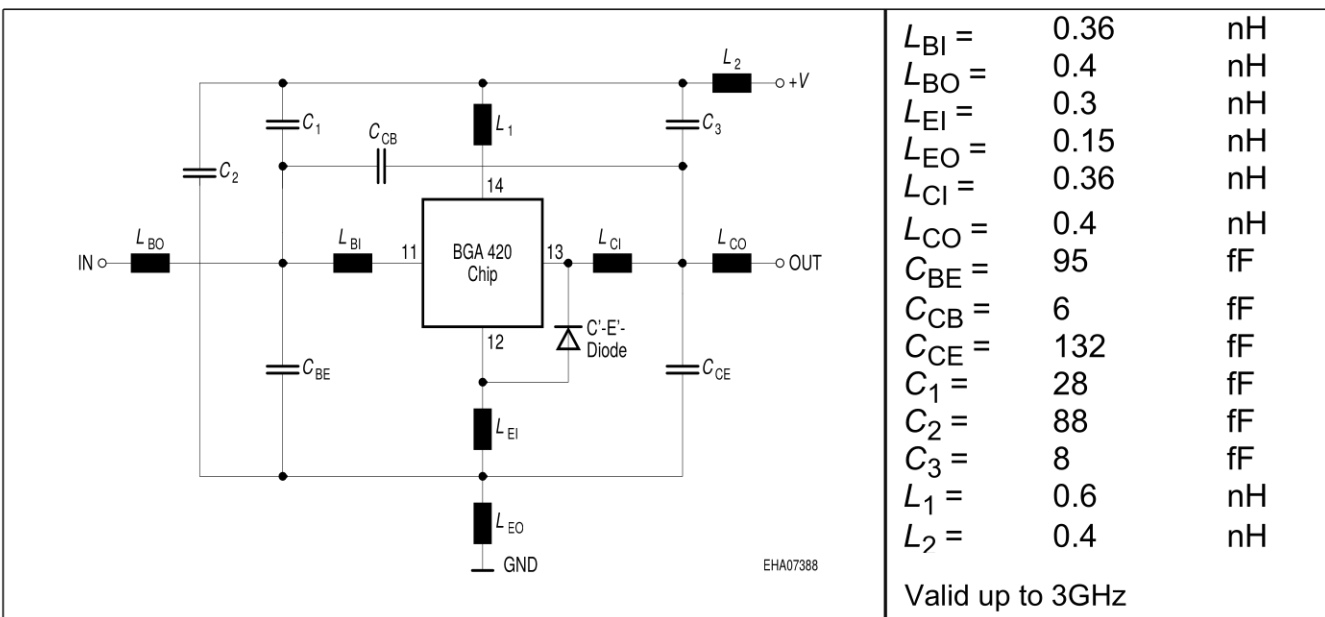 L2
+V
C1
L1
C3
CCB
C2
14
LBO
LBI
LCI
LCO
IN
11
BGA 420
Chip
13
OUT
12
C'-E'-
Diode
CBE
CCE
LEI
LEO
GND
EHA07388
LBI = 0.36 nH
LBO = 0.4 nH
LEI = 0.3 nH
LEO = 0.15 nH
LCI = 0.36 nH
LCO = 0.4 nH
CBE = 95 fF
CCB = 6 fF
CCE = 132 fF
C1 = 28 fF
C2 = 88 fF
C3 = 8 fF
L1 = 0.6 nH
L2 = 0.4 nH
Valid up to 3GHz